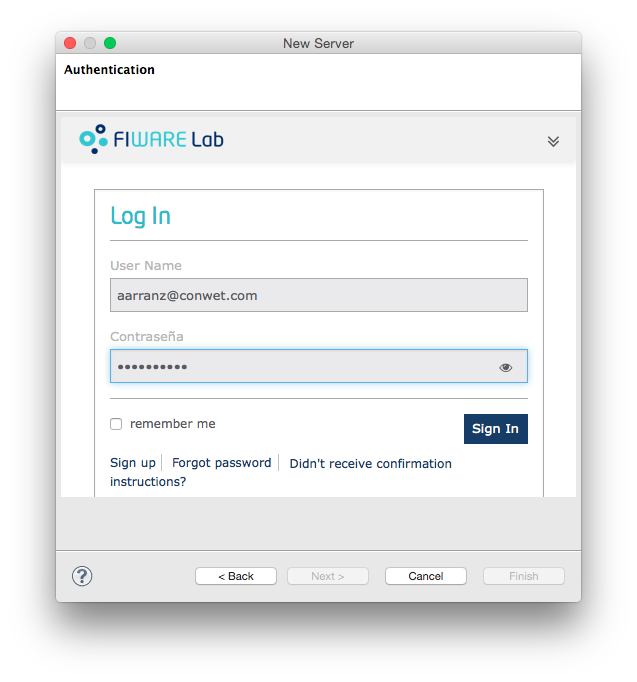 New Server
Authentication
FIWARE Lab
Log In
User Name
aarranz@conwet.com
Contraseña
••••••••••
remember me
Sign In
Sign up Forgot password Didn't receive confirmation
instructions?
?
< Back Next > Cancel Finish